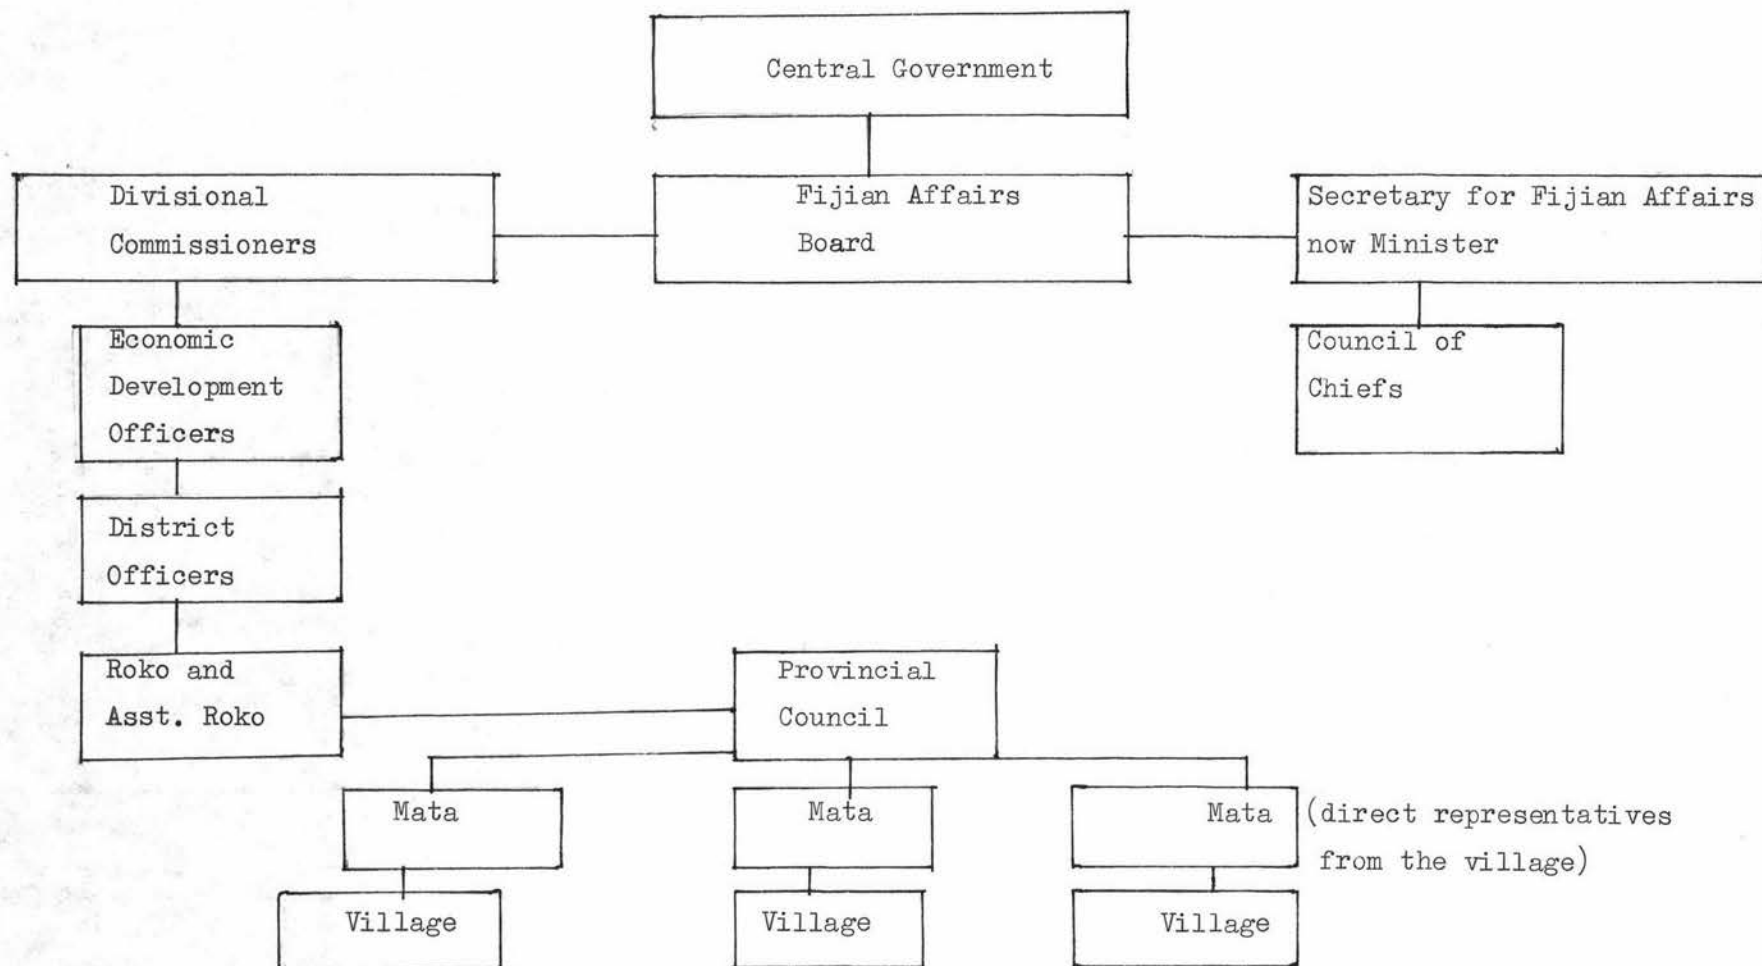 Central Government
Divisional
Commissioners
Fijian Affairs
Board
Secretary for Fijian Affairs
now Minister
Economic
Development
Officers
Council of
Chiefs
District
Officers
Roko and
Asst. Roko
Provincial
Council
Mata
Mata
Mata
(direct representatives
from the village)
Village
Village
Village